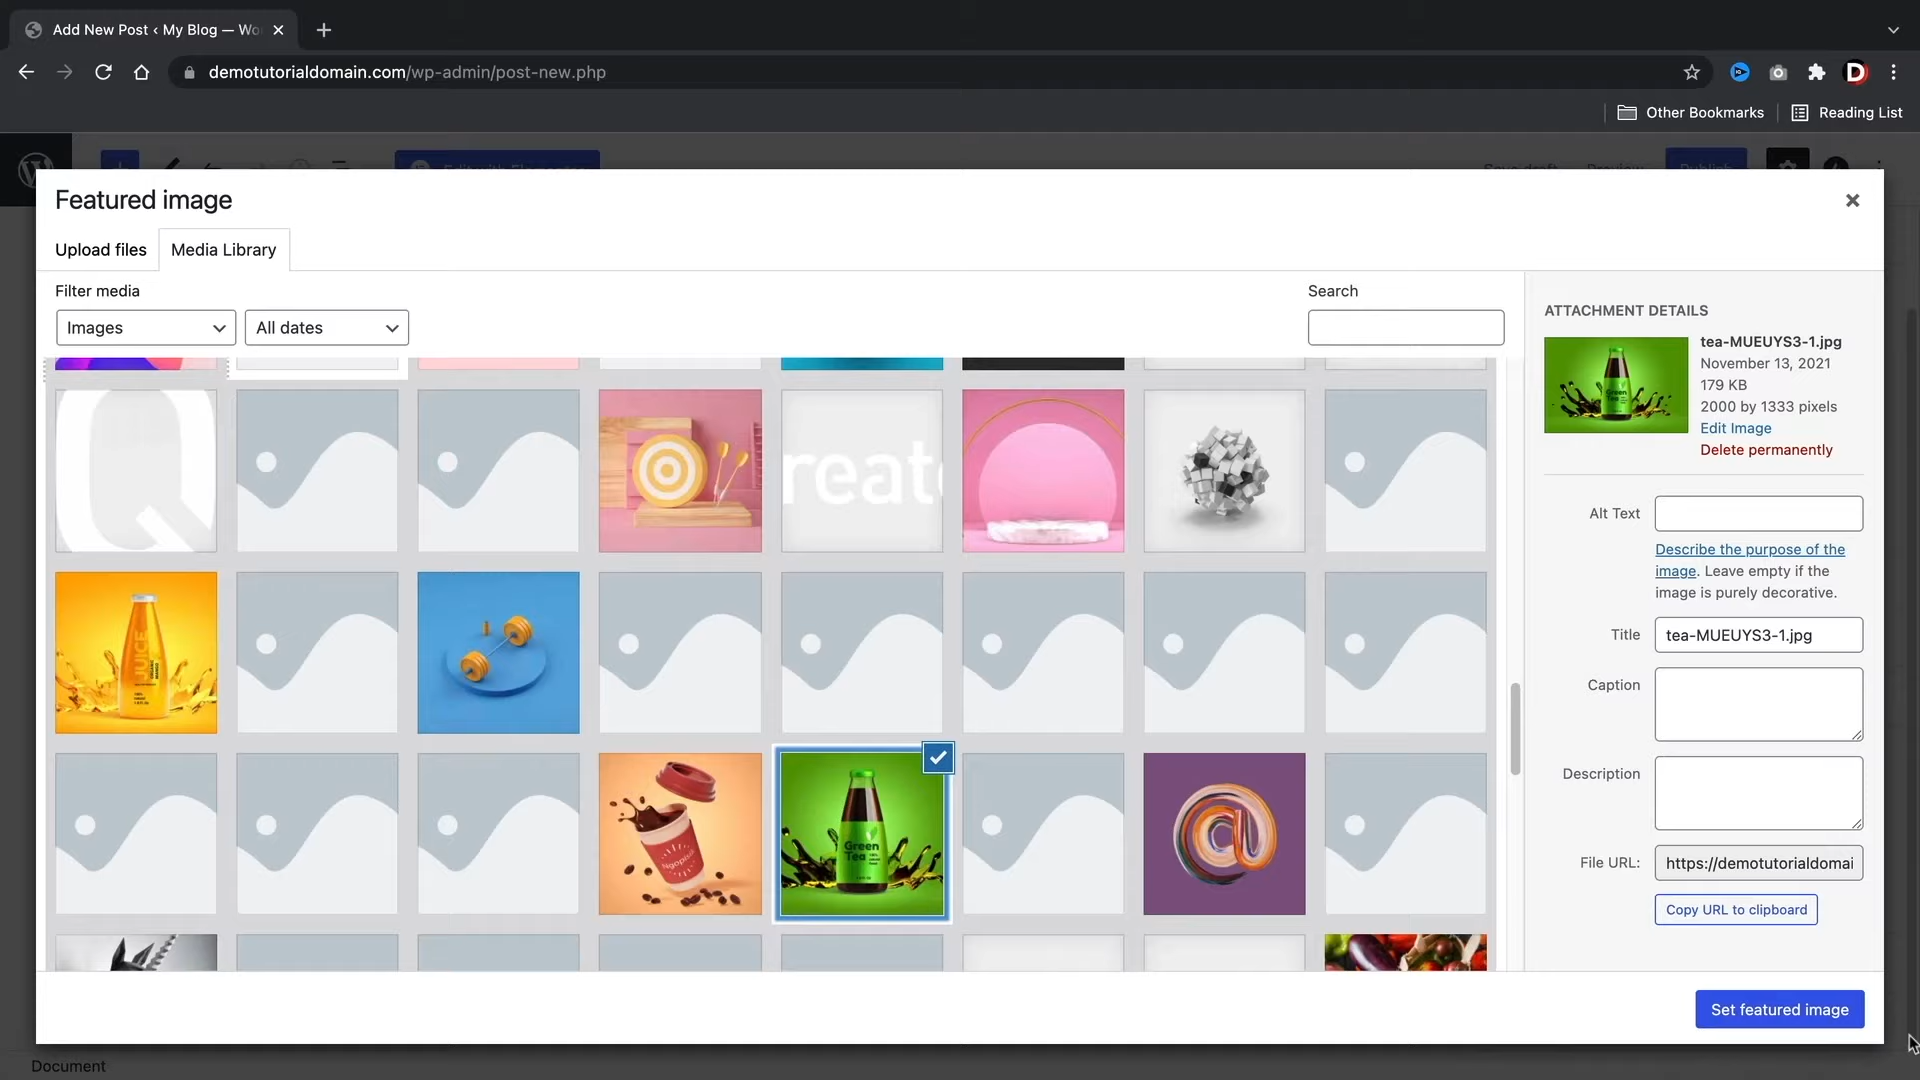 Add New Post ‹ My Blog — Wo
demotutorialdomain.com/wp-admin/post-new.php
Other Bookmarks
Reading List
Featured image
Upload files
Media Library
Filter media
Images
All dates
Search
ATTACHMENT DETAILS
tea-MUEUYS3-1.jpg
November 13, 2021
179 KB
2000 by 1333 pixels
Edit Image
Delete permanently
Alt Text
Describe the purpose of the
image. Leave empty if the
image is purely decorative.
Title
tea-MUEUYS3-1.jpg
Caption
Description
File URL:
https://demotutorialdomai
Copy URL to clipboard
Q
reate
JUICE
Green
Tea
Set featured image
Document